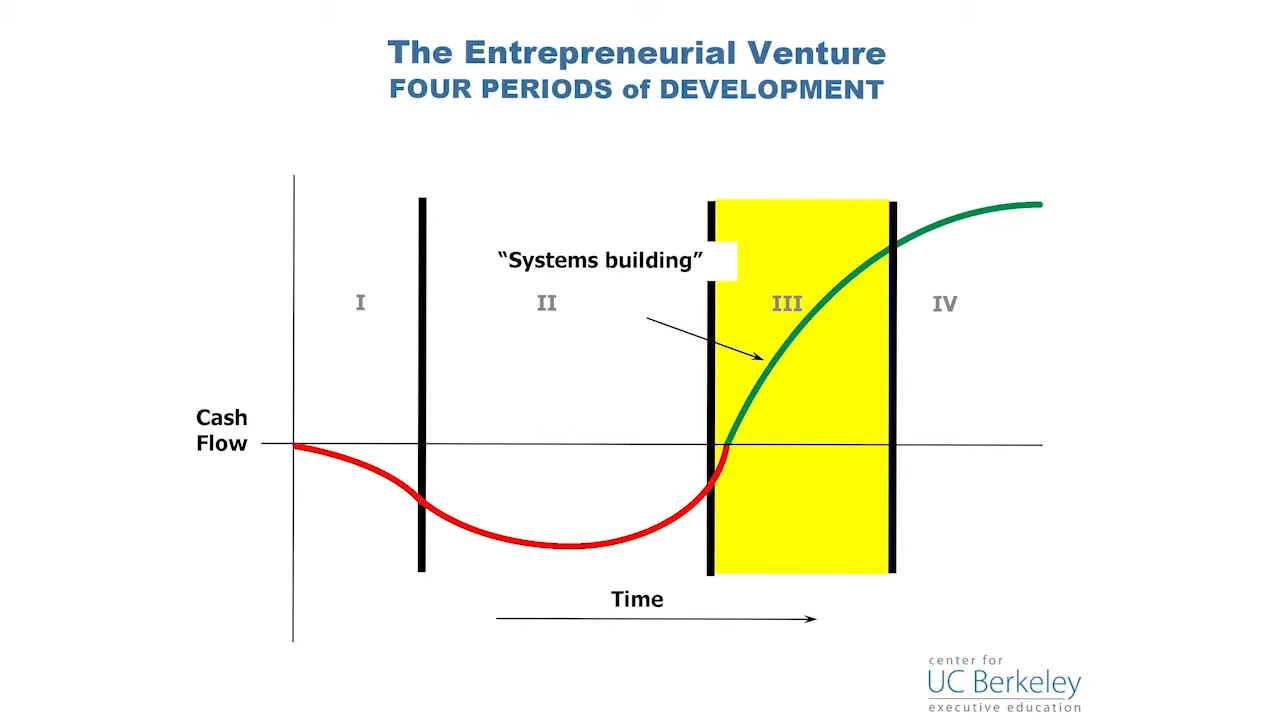 The Entrepreneurial Venture
FOUR PERIODS of DEVELOPMENT
“Systems building”
I
II
III
IV
Cash
Flow
Time
center for
UC Berkeley
executive education